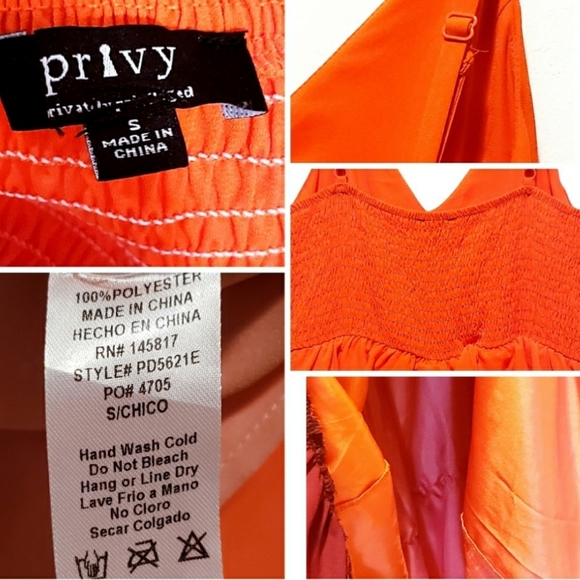 privy
S
MADE IN
CHINA
100%POLYESTER
MADE IN CHINA
HECHO EN CHINA
RN# 145817
STYLE# PD5621E
PO# 4705
S/CHICO
Hand Wash Cold
Do Not Bleach
Hang or Line Dry
Lave Frio a Mano
No Cloro
Secar Colgado